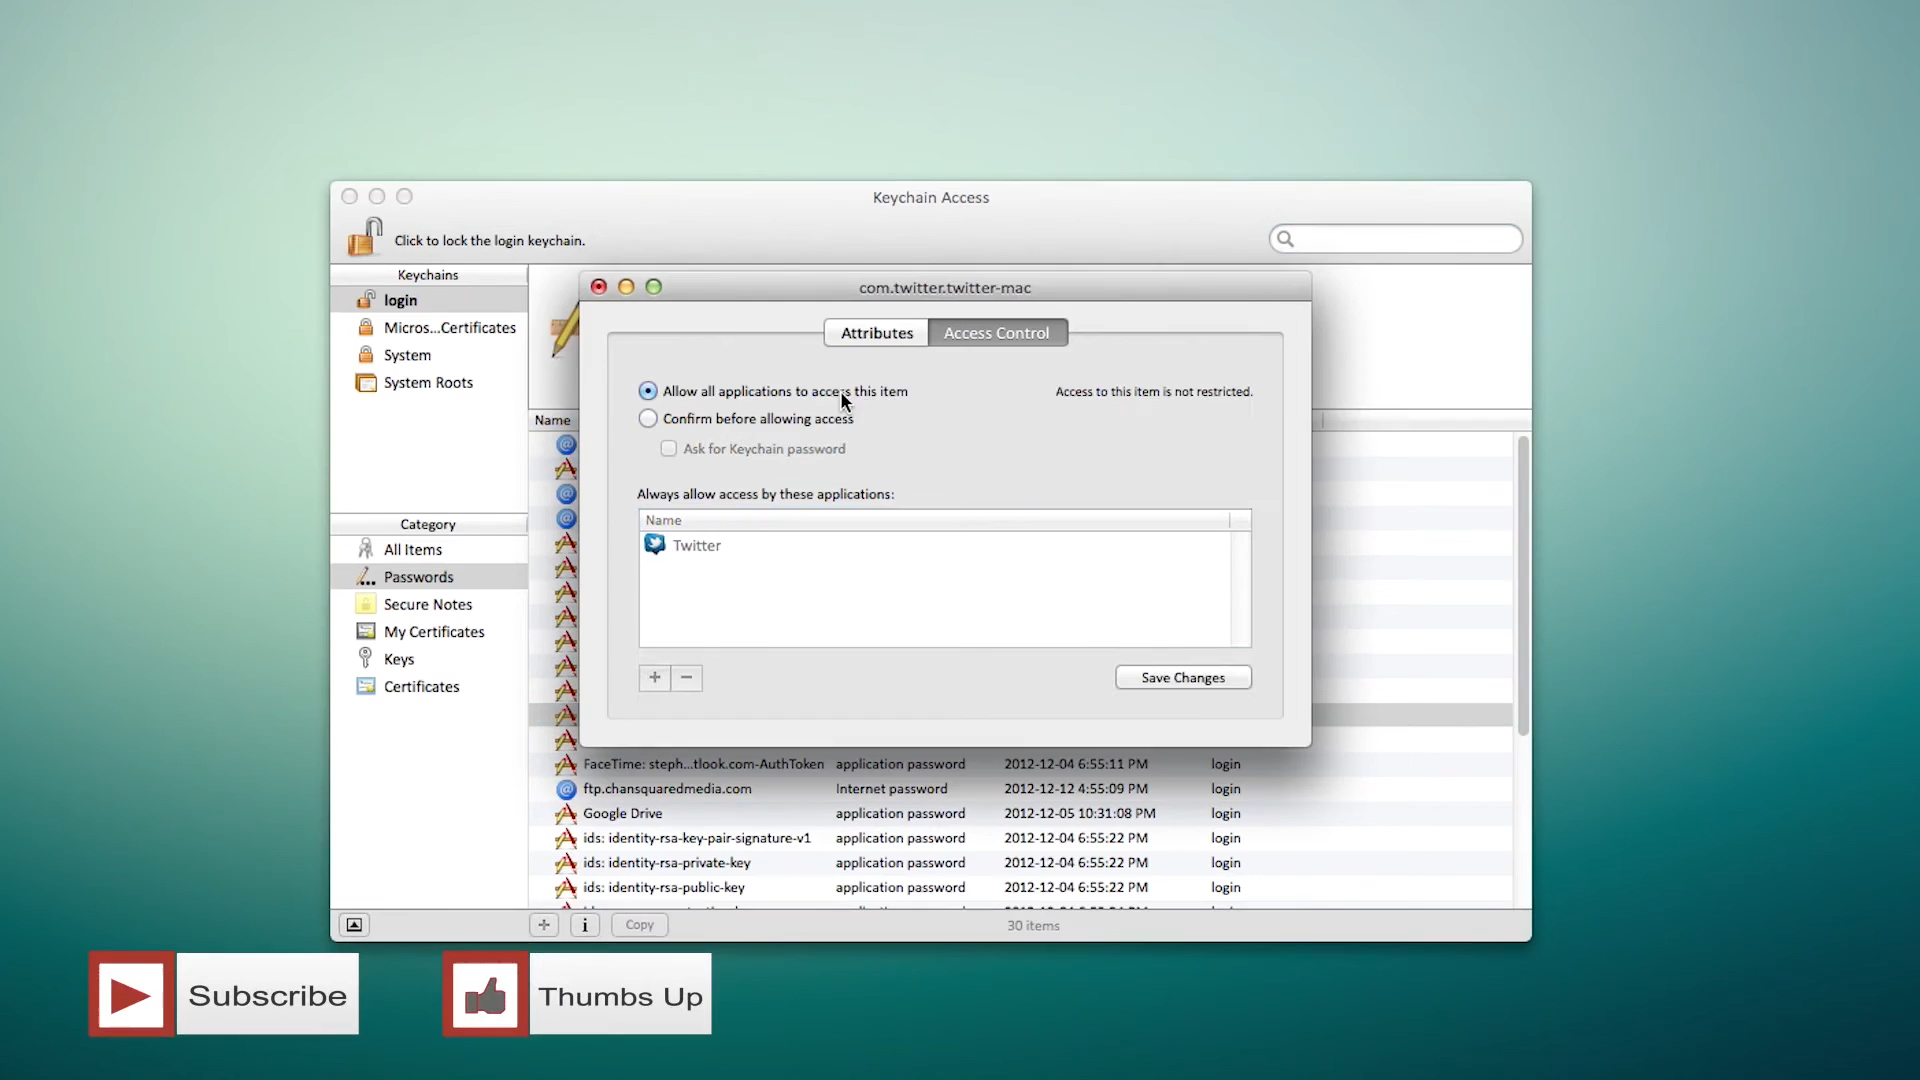 Keychain Access
Click to lock the login keychain.
Keychains
login
Micros...Certificates
System
System Roots
Category
All Items
Passwords
Secure Notes
My Certificates
Keys
Certificates
com.twitter.twitter-mac
Attributes
Access Control
Allow all applications to access this item
Access to this item is not restricted.
Confirm before allowing access
Ask for Keychain password
Always allow access by these applications:
Name
Twitter
+ −
Save Changes
Name
FaceTime: steph...tlook.com-AuthToken application password 2012-12-04 6:55:11 PM login
ftp.chansquaredmedia.com Internet password 2012-12-12 4:55:09 PM login
Google Drive application password 2012-12-05 10:31:08 PM login
ids: identity-rsa-key-pair-signature-v1 application password 2012-12-04 6:55:22 PM login
ids: identity-rsa-private-key application password 2012-12-04 6:55:22 PM login
ids: identity-rsa-public-key application password 2012-12-04 6:55:22 PM login
+ i Copy 30 items
Subscribe
Thumbs Up